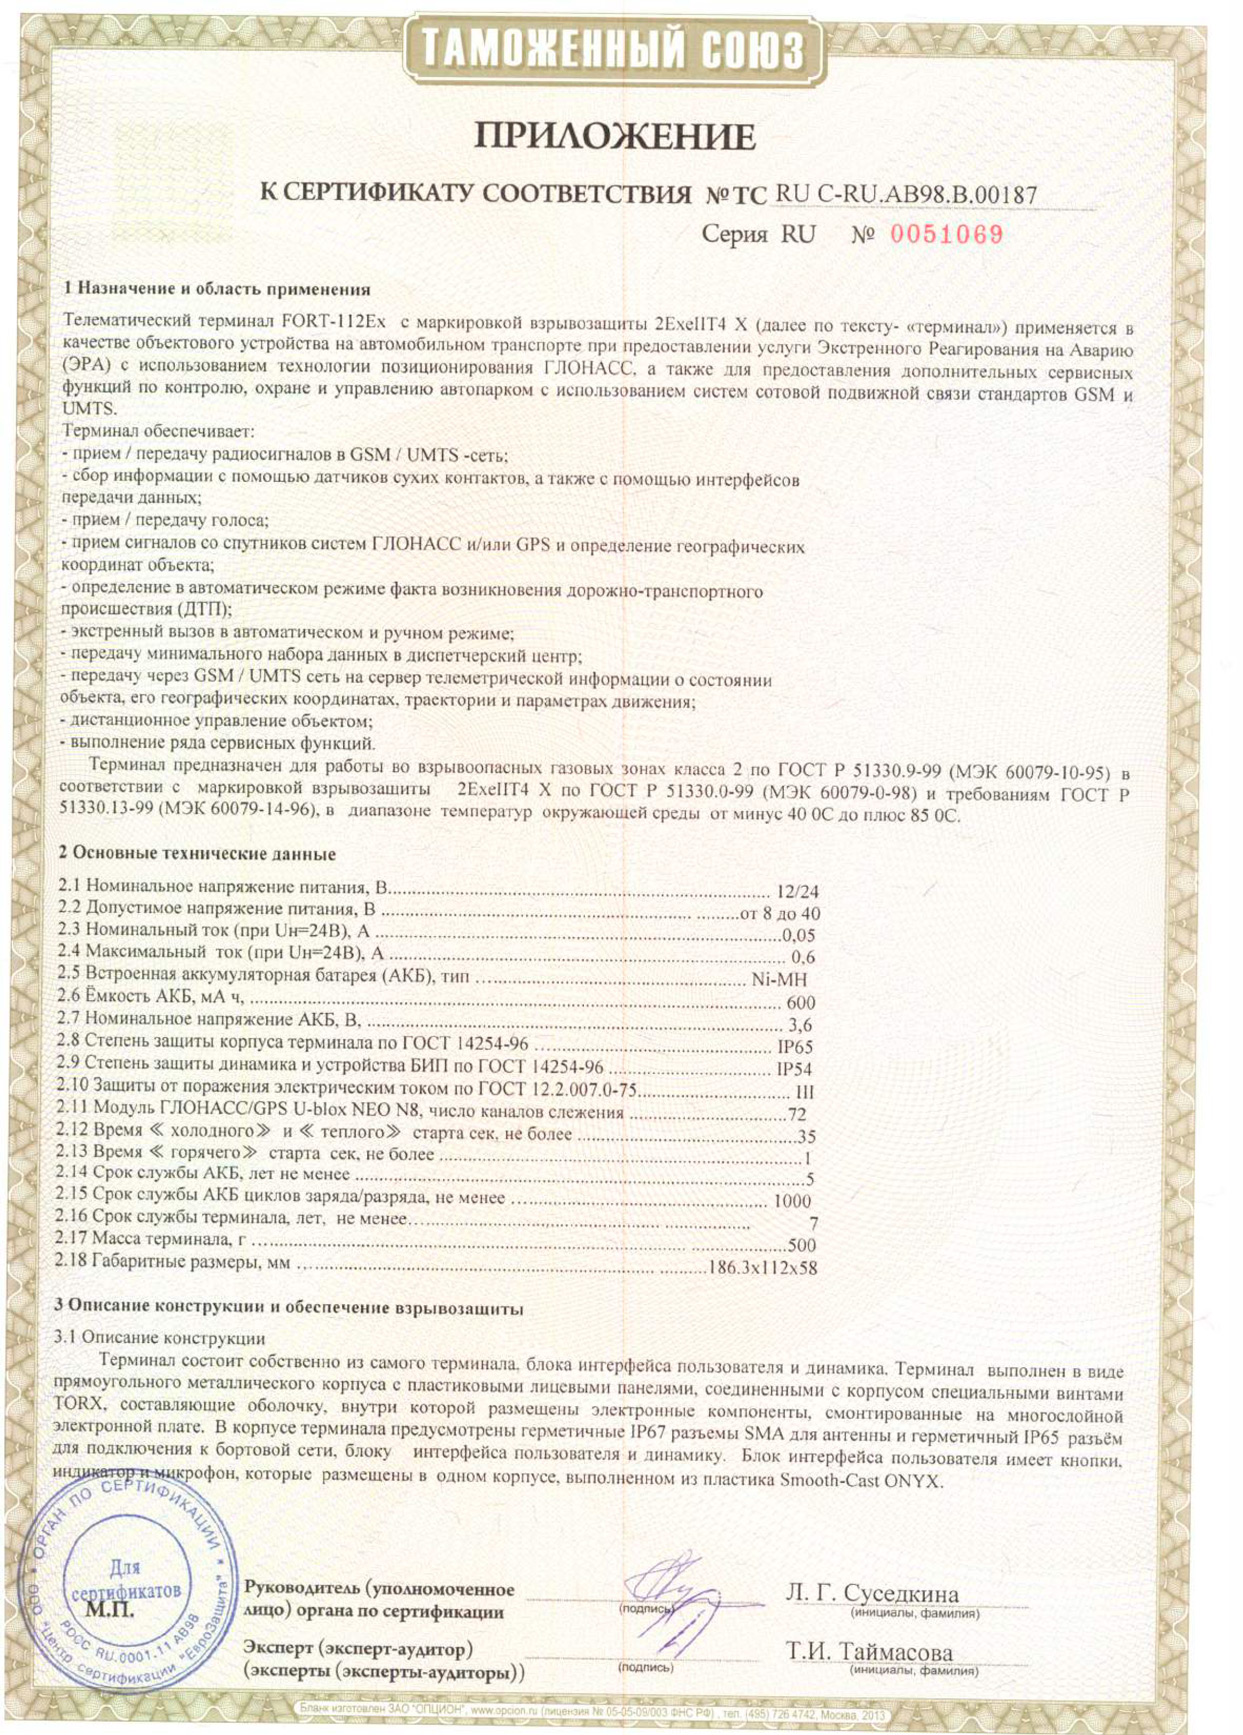 ТАМОЖЕННЫЙ СОЮЗ
ПРИЛОЖЕНИЕ
К СЕРТИФИКАТУ СООТВЕТСТВИЯ № ТС RU C-RU.АВ98.В.00187
Серия RU № 0051069
1 Назначение и область применения
Телематический терминал FORT-112Ex с маркировкой взрывозащиты 2ExeIIT4 X (далее по тексту- «терминал») применяется в
качестве объектового устройства на автомобильном транспорте при предоставлении услуги Экстренного Реагирования на Аварию
(ЭРА) с использованием технологии позиционирования ГЛОНАСС, а также для предоставления дополнительных сервисных
функций по контролю, охране и управлению автопарком с использованием систем сотовой подвижной связи стандартов GSM и
UMTS.
Терминал обеспечивает:
- прием / передачу радиосигналов в GSM / UMTS -сеть;
- сбор информации с помощью датчиков сухих контактов, а также с помощью интерфейсов
передачи данных;
- прием / передачу голоса;
- прием сигналов со спутников систем ГЛОНАСС и/или GPS и определение географических
координат объекта;
- определение в автоматическом режиме факта возникновения дорожно-транспортного
происшествия (ДТП);
- экстренный вызов в автоматическом и ручном режиме;
- передачу минимального набора данных в диспетчерский центр;
- передачу через GSM / UMTS сеть на сервер телеметрической информации о состоянии
объекта, его географических координатах, траектории и параметрах движения;
- дистанционное управление объектом;
- выполнение ряда сервисных функций.
Терминал предназначен для работы во взрывоопасных газовых зонах класса 2 по ГОСТ Р 51330.9-99 (МЭК 60079-10-95) в
соответствии с маркировкой взрывозащиты 2ExeIIT4 X по ГОСТ Р 51330.0-99 (МЭК 60079-0-98) и требованиям ГОСТ Р
51330.13-99 (МЭК 60079-14-96), в диапазоне температур окружающей среды от минус 40 0С до плюс 85 0С.
2 Основные технические данные
2.1 Номинальное напряжение питания, В........ 12/24
2.2 Допустимое напряжение питания, В ........от 8 до 40
2.3 Номинальный ток (при Uн=24В), А ........0,05
2.4 Максимальный ток (при Uн=24В), А ........ 0,6
2.5 Встроенная аккумуляторная батарея (АКБ), тип ........ Ni-MH
2.6 Ёмкость АКБ, мА ч, ........ 600
2.7 Номинальное напряжение АКБ, В, ........ 3,6
2.8 Степень защиты корпуса терминала по ГОСТ 14254-96 ........ IP65
2.9 Степень защиты динамика и устройства БИП по ГОСТ 14254-96 ........ IP54
2.10 Защиты от поражения электрическим током по ГОСТ 12.2.007.0-75........ III
2.11 Модуль ГЛОНАСС/GPS U-blox NEO N8, число каналов слежения ........72
2.12 Время ≪ холодного≫ и ≪ теплого≫ старта сек, не более ........35
2.13 Время ≪ горячего≫ старта сек, не более ........1
2.14 Срок службы АКБ, лет не менее ........5
2.15 Срок службы АКБ циклов заряда/разряда, не менее ........ 1000
2.16 Срок службы терминала, лет, не менее........ 7
2.17 Масса терминала, г ........500
2.18 Габаритные размеры, мм ........186.3x112x58
3 Описание конструкции и обеспечение взрывозащиты
3.1 Описание конструкции
Терминал состоит собственно из самого терминала, блока интерфейса пользователя и динамика. Терминал выполнен в виде
прямоугольного металлического корпуса с пластиковыми лицевыми панелями, соединенными с корпусом специальными винтами
TORX, составляющие оболочку, внутри которой размещены электронные компоненты, смонтированные на многослойной
электронной плате. В корпусе терминала предусмотрены герметичные IP67 разъемы SMA для антенны и герметичный IP65 разъём
для подключения к бортовой сети, блоку интерфейса пользователя и динамику. Блок интерфейса пользователя имеет кнопки,
индикатор и микрофон, которые размещены в одном корпусе, выполненном из пластика Smooth-Cast ONYX.
ОРГАН ПО СЕРТИФИКАЦИИ
ООО "Центр сертификации "ЕвроЗащита"
РОСС RU.0001.11 АВ98
Для
сертификатов
М.П.
Руководитель (уполномоченное
лицо) органа по сертификации
(подпись)
Л. Г. Суседкина
(инициалы, фамилия)
Эксперт (эксперт-аудитор)
(эксперты (эксперты-аудиторы))
(подпись)
Т.И. Таймасова
(инициалы, фамилия)
Бланк изготовлен ЗАО "ОПЦИОН", www.opcion.ru (лицензия № 05-05-09/003 ФНС РФ), тел. (495) 726 4742, Москва, 2013